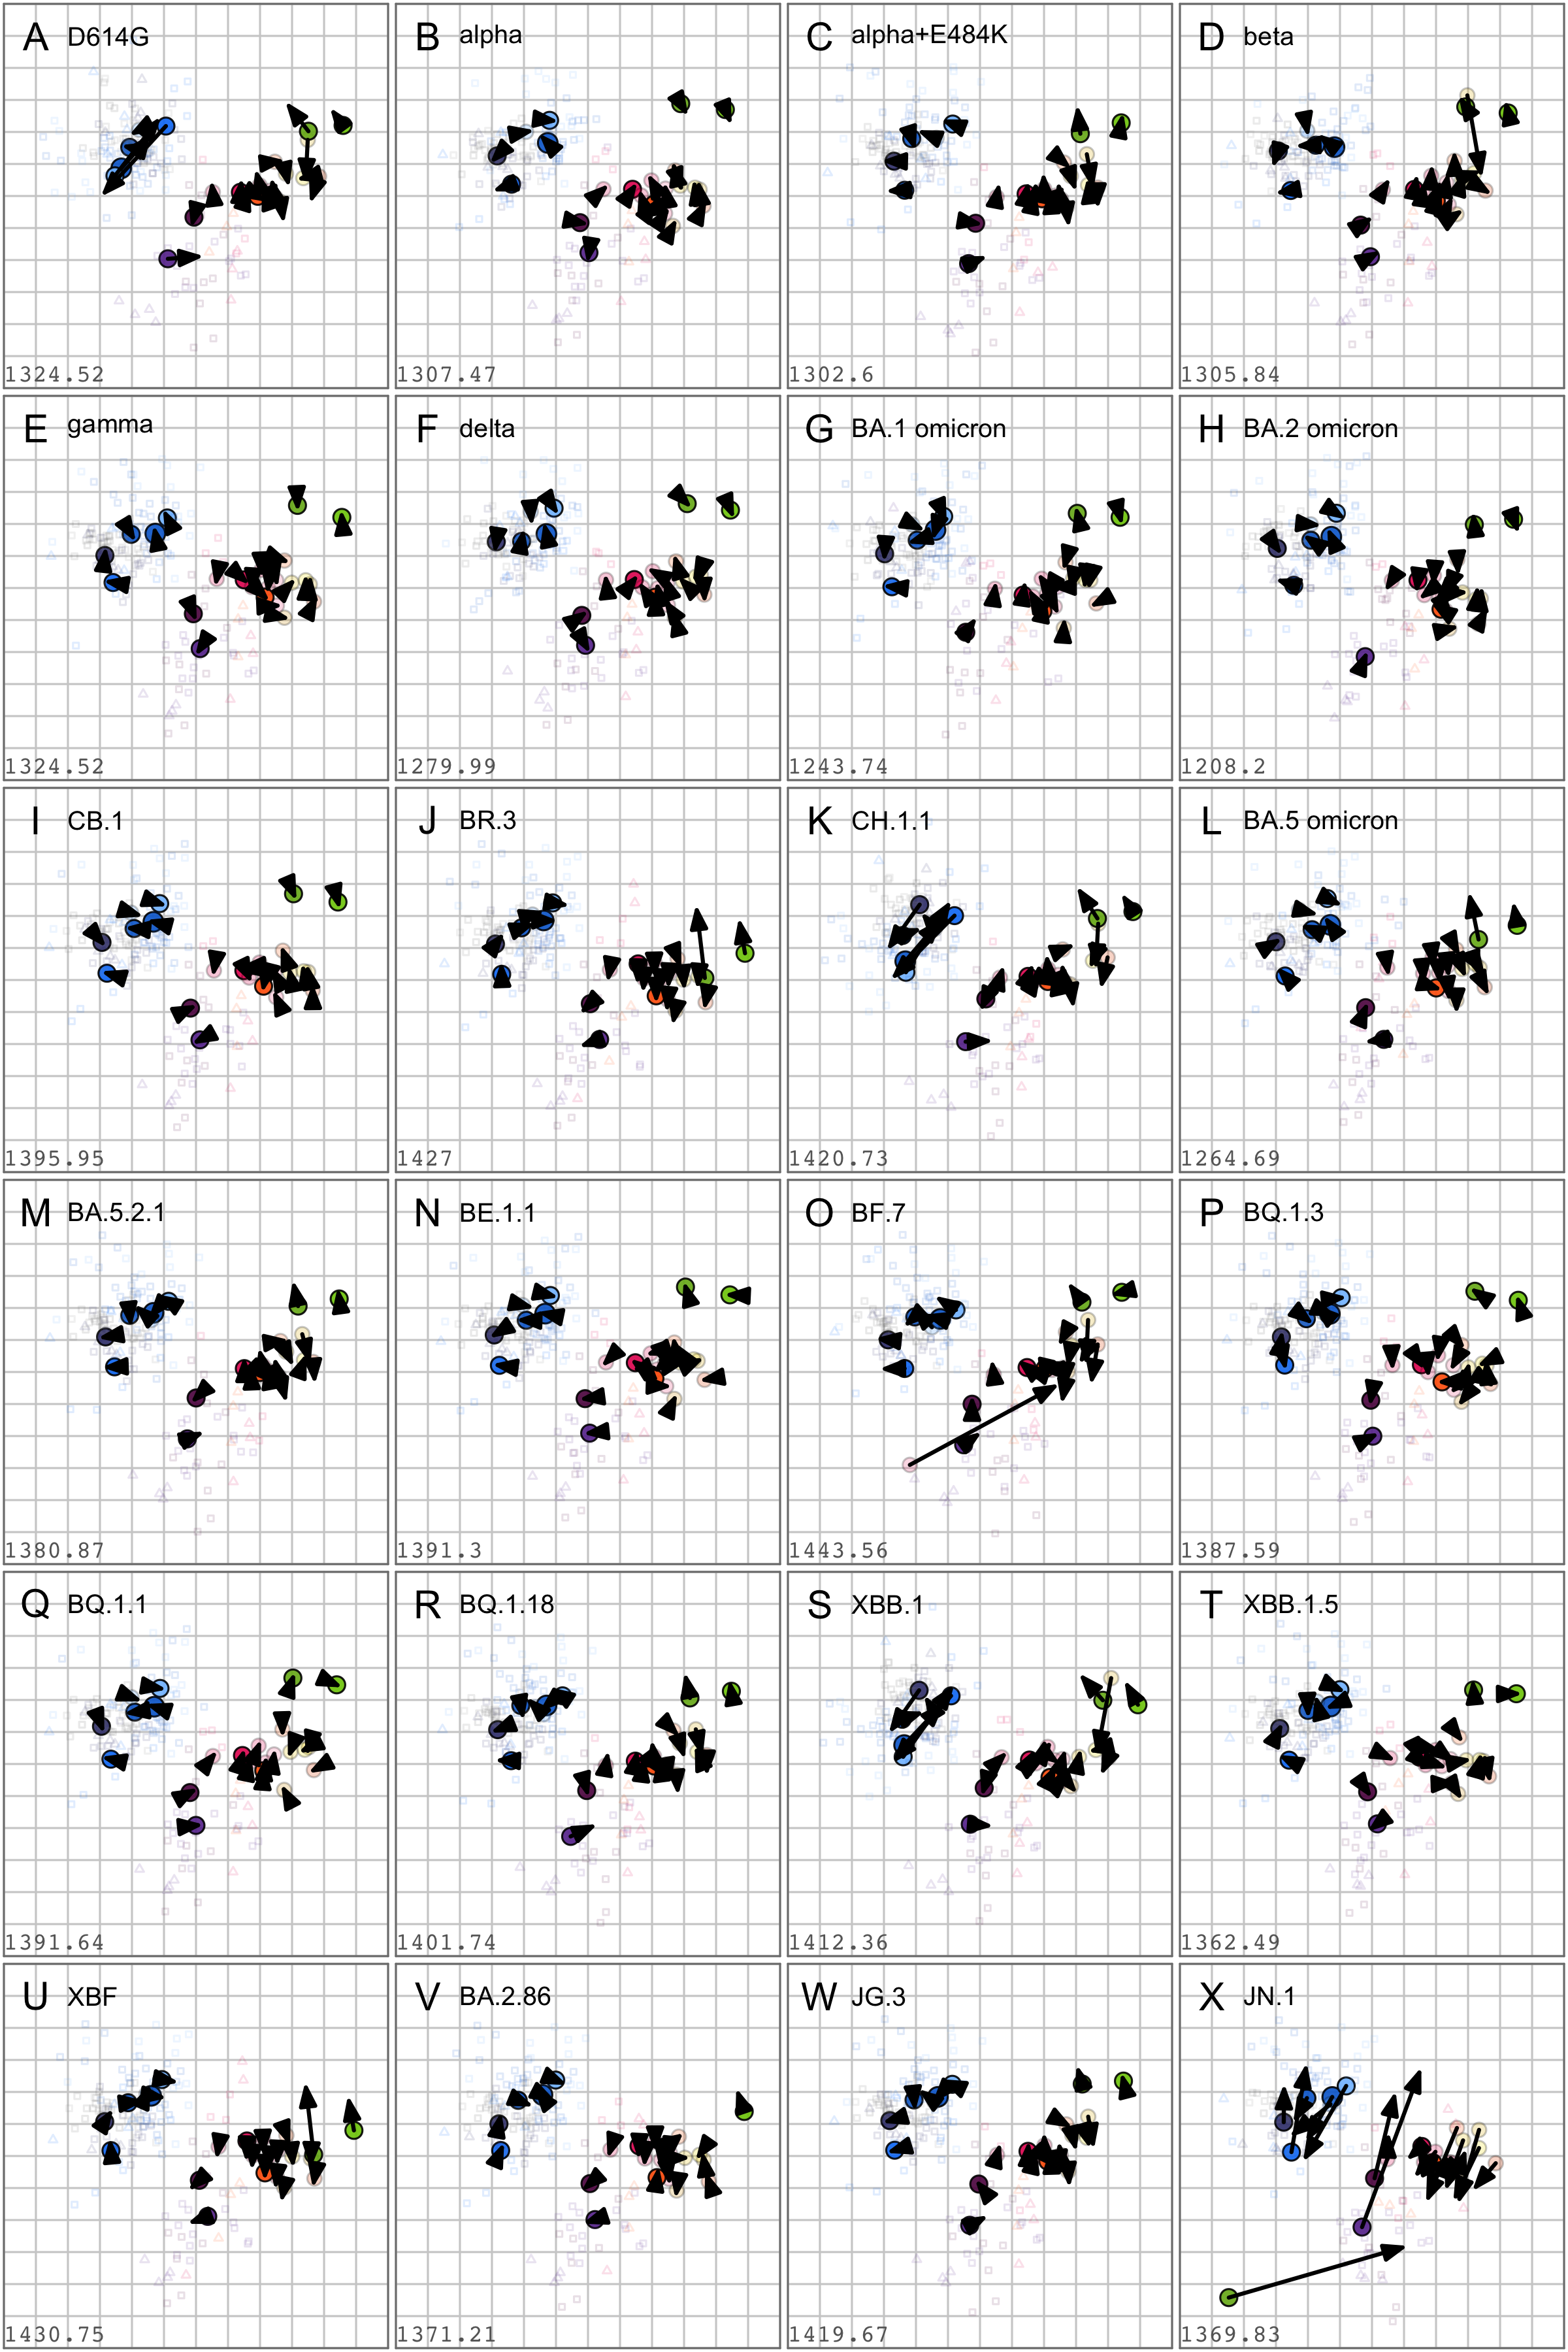 A D614G
B alpha
C alpha+E484K
D beta
1324.52
1307.47
1302.6
1305.84
E gamma
F delta
G BA.1 omicron
H BA.2 omicron
1324.52
1279.99
1243.74
1208.2
I CB.1
J BR.3
K CH.1.1
L BA.5 omicron
1395.95
1427
1420.73
1264.69
M BA.5.2.1
N BE.1.1
O BF.7
P BQ.1.3
1380.87
1391.3
1443.56
1387.59
Q BQ.1.1
R BQ.1.18
S XBB.1
T XBB.1.5
1391.64
1401.74
1412.36
1362.49
U XBF
V BA.2.86
W JG.3
X JN.1
1430.75
1371.21
1419.67
1369.83